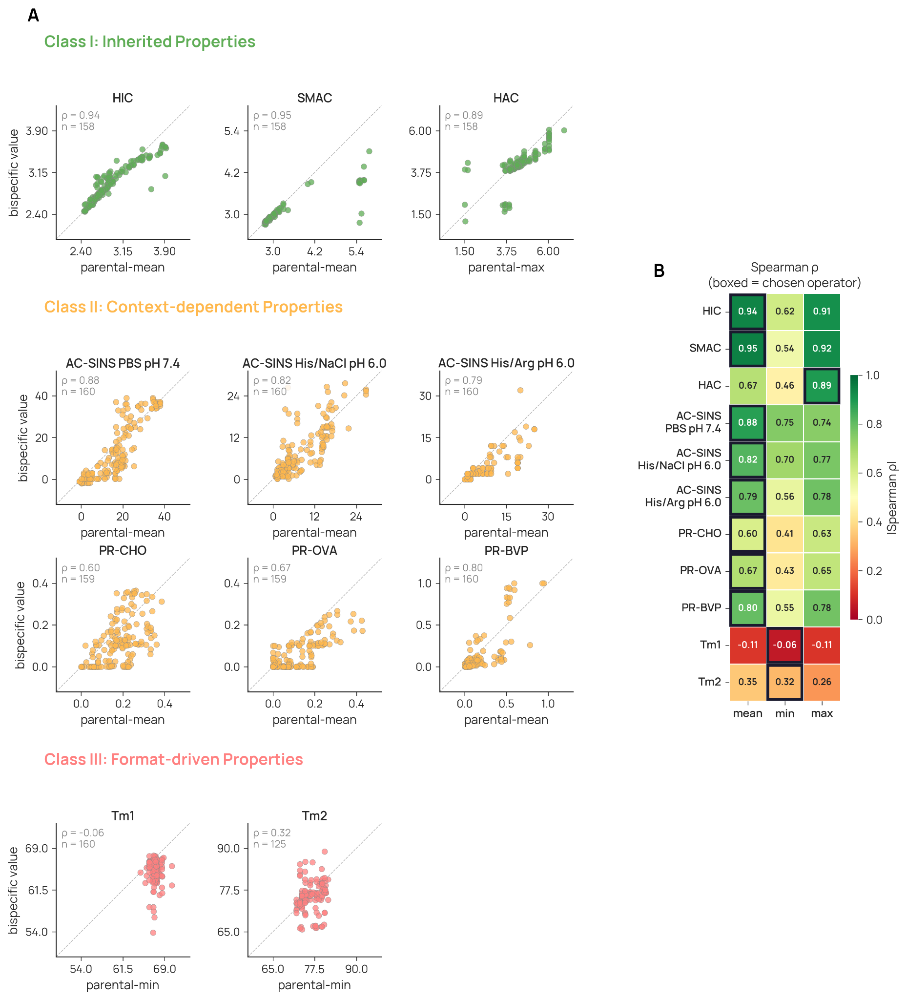 A
Class I: Inherited Properties
HIC
ρ = 0.94
n = 158
bispecific value
3.90
3.15
2.40
2.40 3.15 3.90
parental-mean
SMAC
ρ = 0.95
n = 158
5.4
4.2
3.0
3.0 4.2 5.4
parental-mean
HAC
ρ = 0.89
n = 158
6.00
3.75
1.50
1.50 3.75 6.00
parental-max
Class II: Context-dependent Properties
AC-SINS PBS pH 7.4
ρ = 0.88
n = 160
bispecific value
40
20
0
0 20 40
parental-mean
AC-SINS His/NaCl pH 6.0
ρ = 0.82
n = 160
24
12
0
0 12 24
parental-mean
AC-SINS His/Arg pH 6.0
ρ = 0.79
n = 160
30
15
0
0 15 30
parental-mean
PR-CHO
ρ = 0.60
n = 159
bispecific value
0.4
0.2
0.0
0.0 0.2 0.4
parental-mean
PR-OVA
ρ = 0.67
n = 159
0.4
0.2
0.0
0.0 0.2 0.4
parental-mean
PR-BVP
ρ = 0.80
n = 160
1.0
0.5
0.0
0.0 0.5 1.0
parental-mean
Class III: Format-driven Properties
Tm1
ρ = -0.06
n = 160
bispecific value
69.0
61.5
54.0
54.0 61.5 69.0
parental-min
Tm2
ρ = 0.32
n = 125
90.0
77.5
65.0
65.0 77.5 90.0
parental-min
B
Spearman ρ
(boxed = chosen operator)
HIC 0.94 0.62 0.91
SMAC 0.95 0.54 0.92
HAC 0.67 0.46 0.89
AC-SINS
PBS pH 7.4 0.88 0.75 0.74
AC-SINS
His/NaCl pH 6.0 0.82 0.70 0.77
AC-SINS
His/Arg pH 6.0 0.79 0.56 0.78
PR-CHO 0.60 0.41 0.63
PR-OVA 0.67 0.43 0.65
PR-BVP 0.80 0.55 0.78
Tm1 -0.11 -0.06 -0.11
Tm2 0.35 0.32 0.26
mean min max
1.0
0.8
0.6
0.4
0.2
0.0
|Spearman ρ|